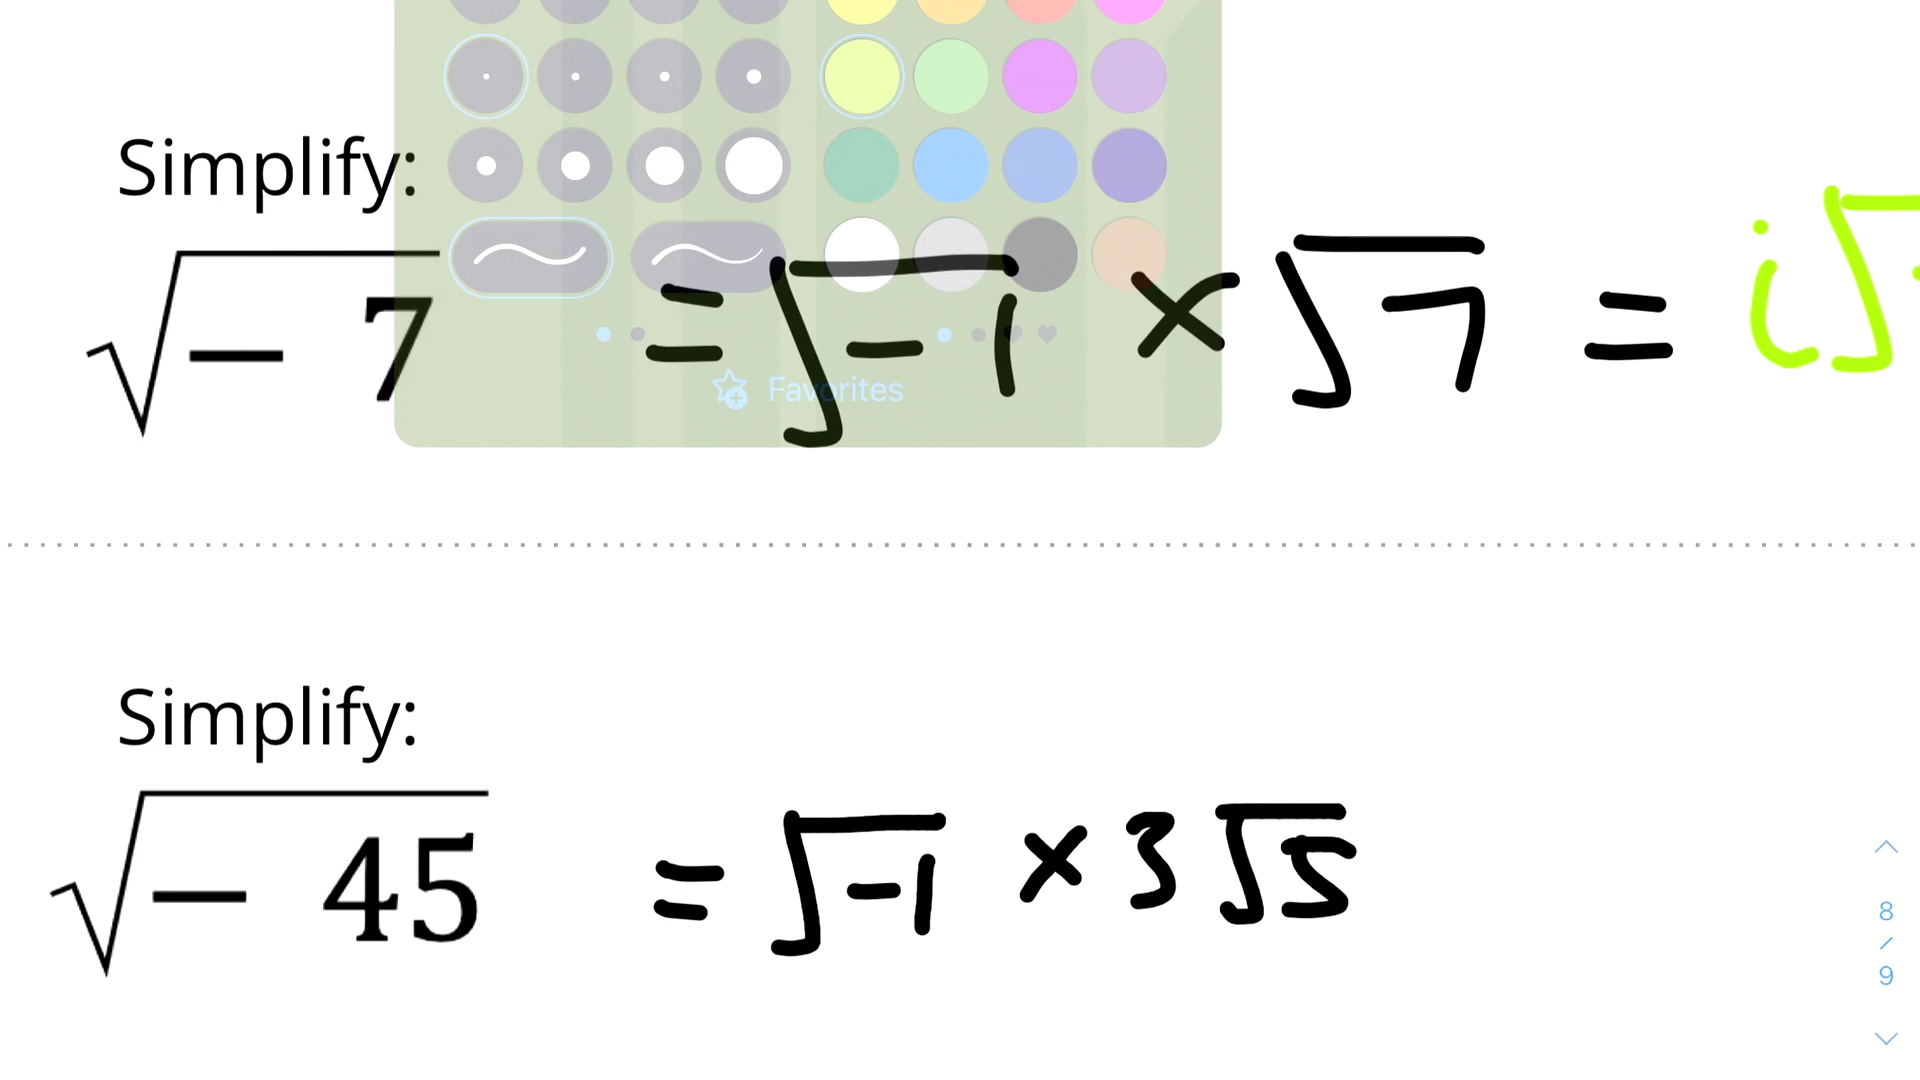 Simplify:
√- 7 = √-1 × √7 = i√
Favorites
Simplify:
√- 45 = √-1 × 3√5
8
/
9